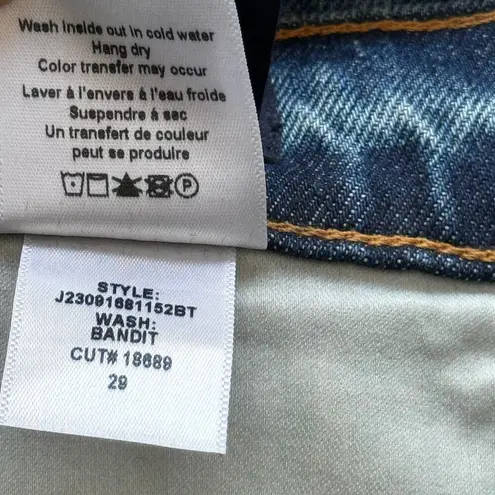 Wash inside out in cold water
Hang dry
Color transfer may occur
Laver à l'envers à l'eau froide
Suspendre à sec
Un transfert de couleur
peut se produire
P
STYLE:
J23091681152BT
WASH:
BANDIT
CUT# 18689
29